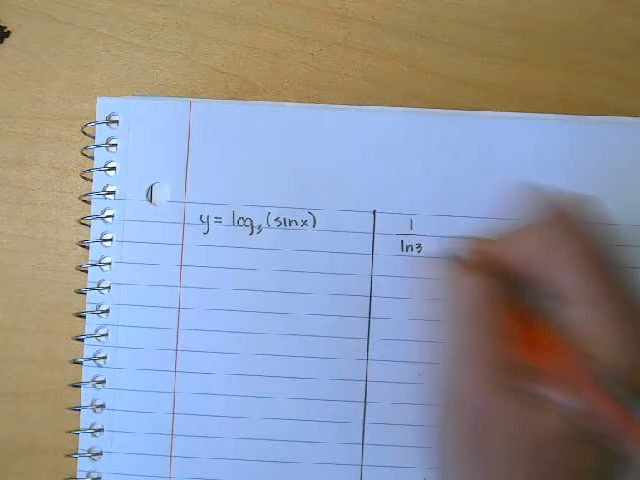 y = log₃(sinx)
1
ln3